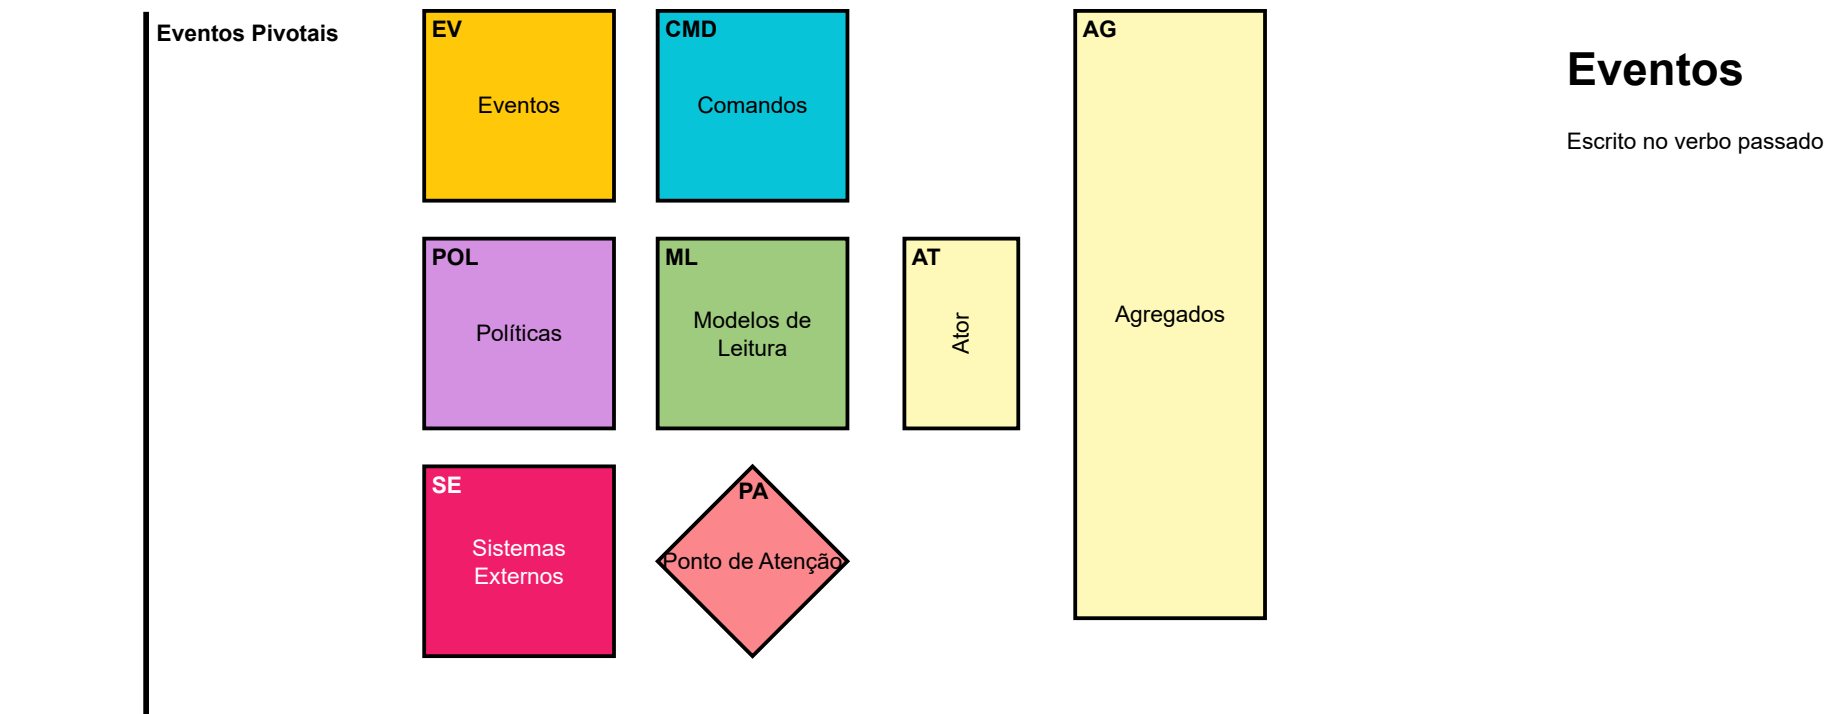 Eventos Pivotais
EV
Eventos
CMD
Comandos
AG
Agregados
Eventos
Escrito no verbo passado
POL
Políticas
ML
Modelos de
Leitura
AT
Ator
SE
Sistemas
Externos
PA
Ponto de Atenção